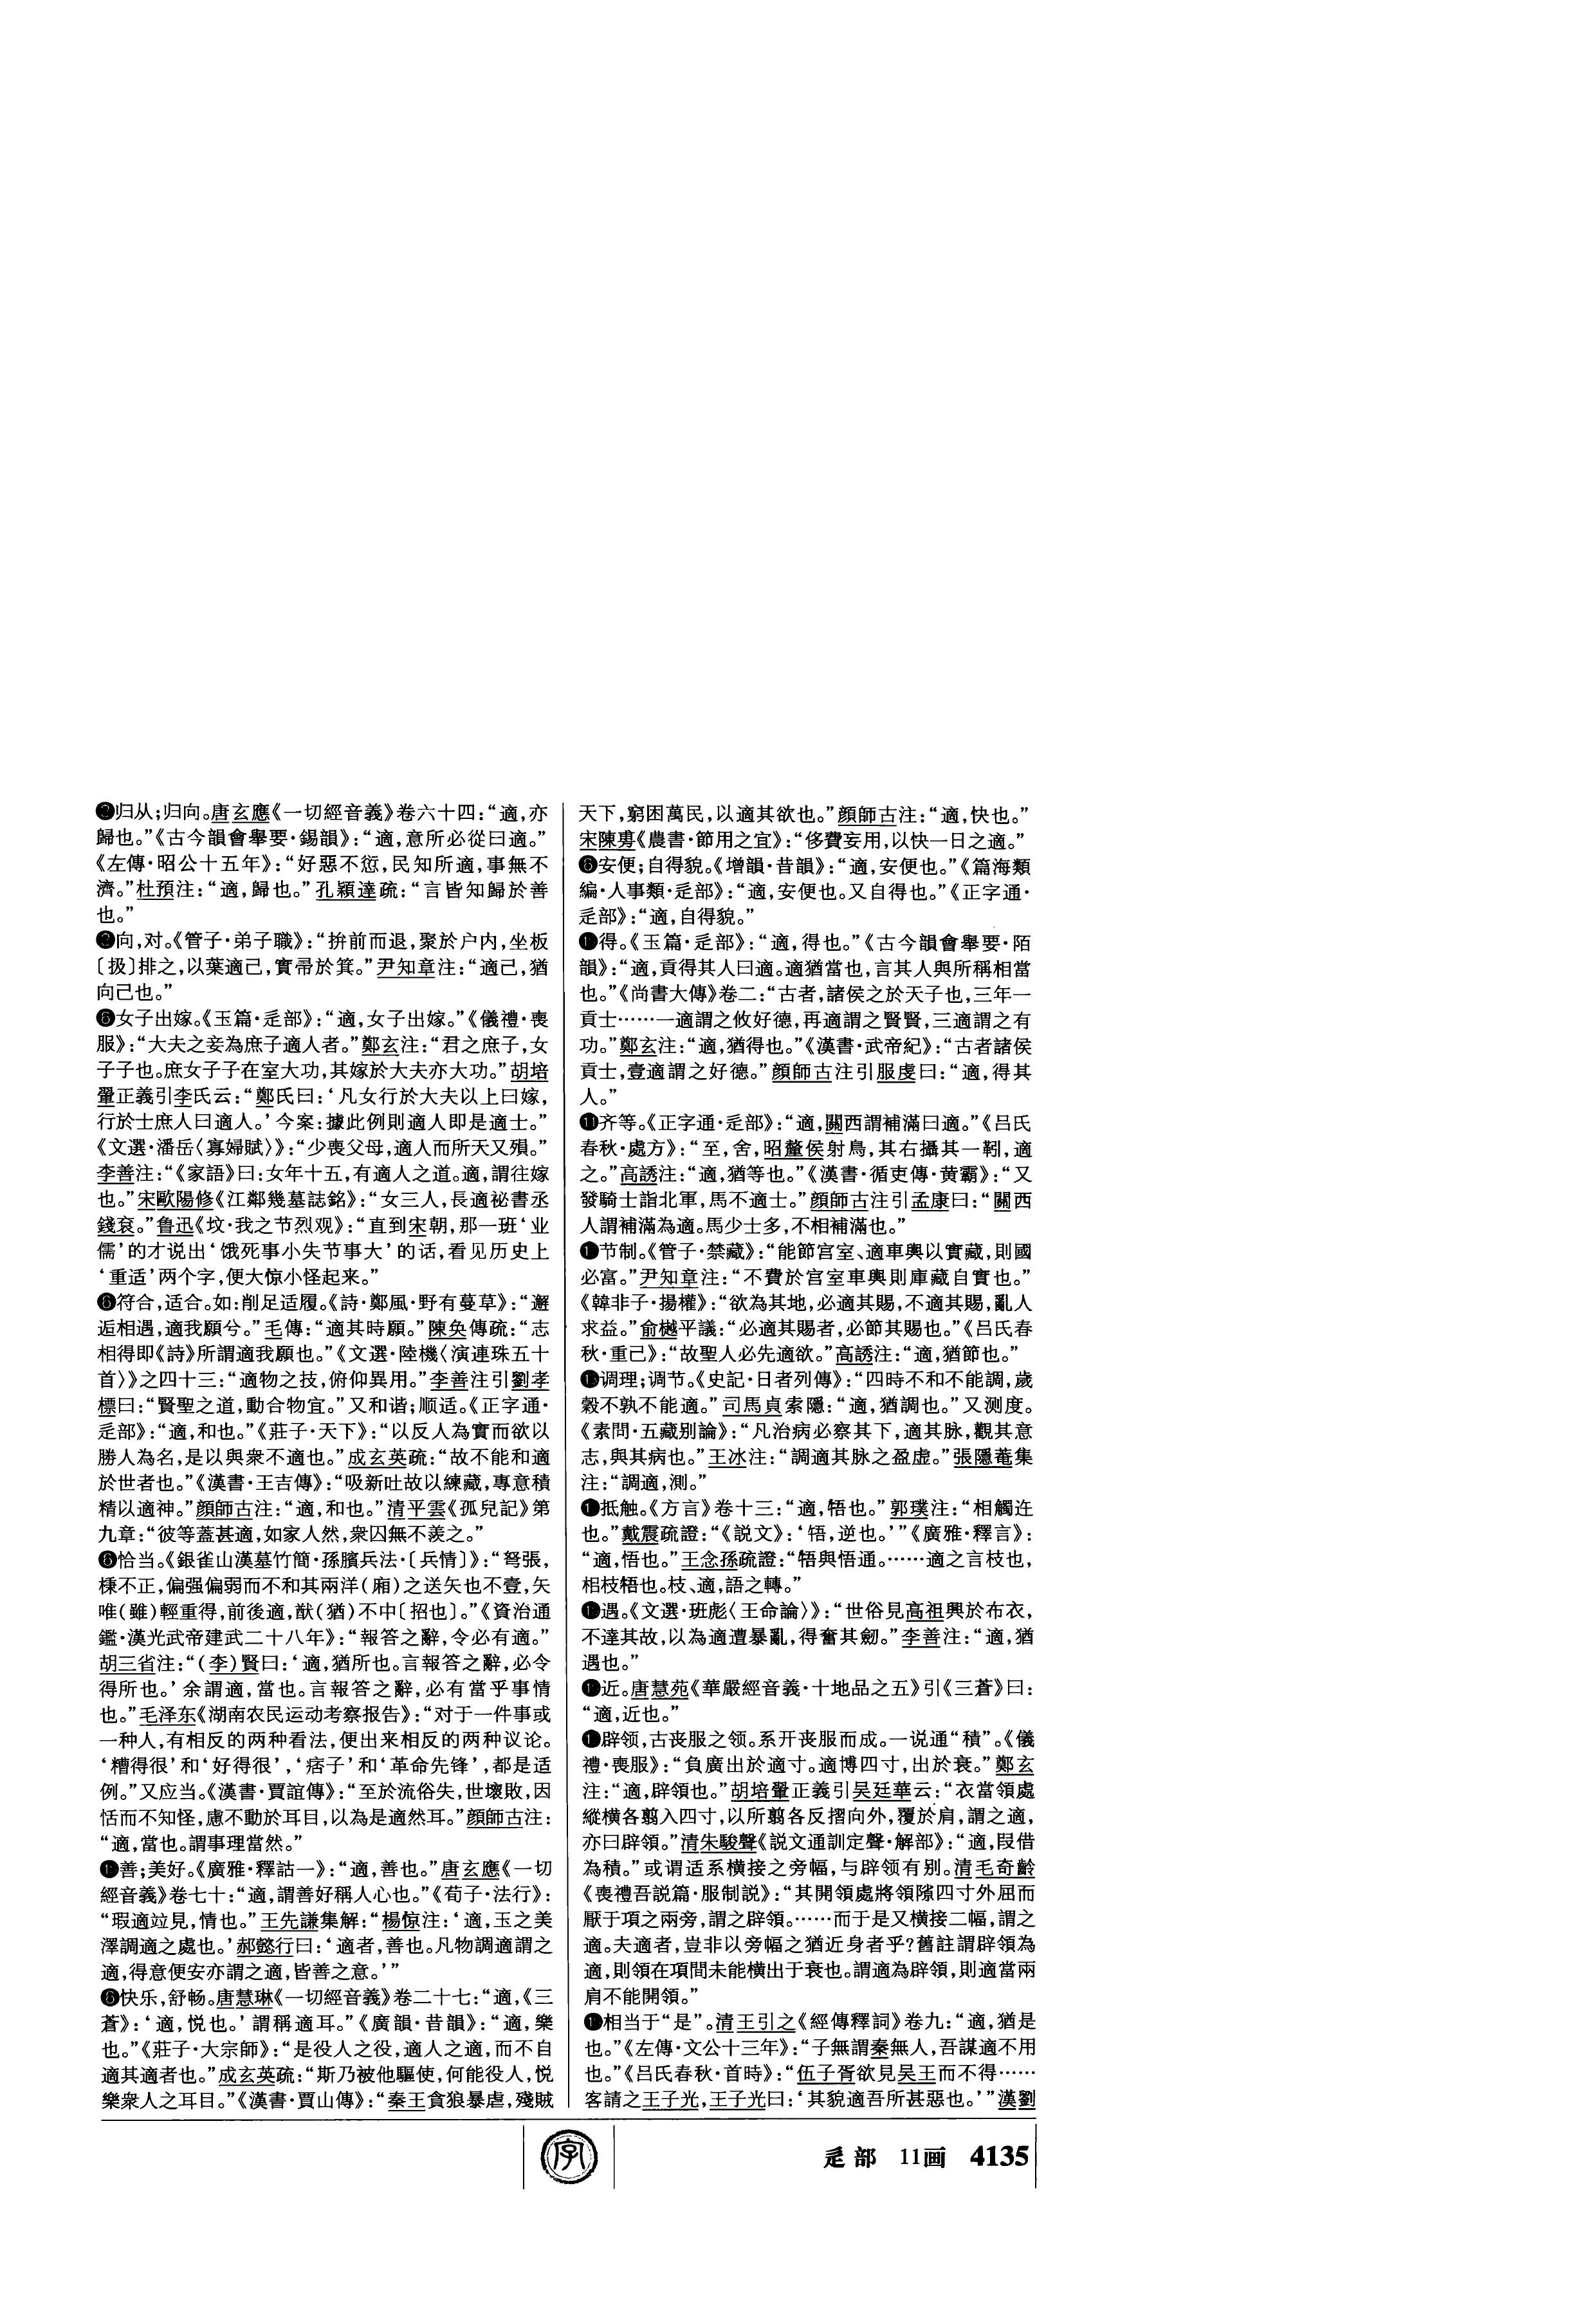 ❷归从；归向。唐玄應《一切經音義》卷六十四：“適，亦
歸也。”《古今韻會舉要·錫韻》：“適，意所必從曰適。”
《左傳·昭公十五年》：“好惡不愆，民知所適，事無不
濟。”杜預注：“適，歸也。”孔穎達疏：“言皆知歸於善
也。”
向，对。《管子·弟子職》：“拚前而退，聚於户内，坐板
〔扱〕排之，以葉適己，實帚於箕。”尹知章注：“適己，猶
向己也。”
女子出嫁。《玉篇·辵部》：“適，女子出嫁。”《儀禮·喪
服》：“大夫之妾為庶子適人者。”鄭玄注：“君之庶子，女
子子也。庶女子子在室大功，其嫁於大夫亦大功。”胡培
翬正義引李氏云：“鄭氏曰：‘凡女行於大夫以上曰嫁，
行於士庶人曰適人。’今案：據此例則適人即是適士。”
《文選·潘岳〈寡婦賦〉》：“少喪父母，適人而所天又殞。”
李善注：“《家語》曰：女年十五，有適人之道。適，謂往嫁
也。”宋歐陽修《江鄰幾墓誌銘》：“女三人，長適祕書丞
錢袞。”鲁迅《坟·我之节烈观》：“直到宋朝，那一班‘业
儒’的才说出‘饿死事小失节事大’的话，看见历史上
‘重适’两个字，便大惊小怪起来。”
符合，适合。如：削足适履。《詩·鄭風·野有蔓草》：“邂
逅相遇，適我願兮。”毛傳：“適其時願。”陳奂傳疏：“志
相得即《詩》所謂適我願也。”《文選·陸機〈演連珠五十
首〉》之四十三：“適物之技，俯仰異用。”李善注引劉孝
標曰：“賢聖之道，動合物宜。”又和谐；顺适。《正字通·
辵部》：“適，和也。”《莊子·天下》：“以反人為實而欲以
勝人為名，是以與衆不適也。”成玄英疏：“故不能和適
於世者也。”《漢書·王吉傳》：“吸新吐故以練藏，專意積
精以適神。”顔師古注：“適，和也。”清平雲《孤兒記》第
九章：“彼等蓋甚適，如家人然，衆囚無不羨之。”
恰当。《銀雀山漢墓竹簡·孫臏兵法·〔兵情〕》：“弩張，
棅不正，偏强偏弱而不和其兩洋（廂）之送矢也不壹，矢
唯（雖）輕重得，前後適，猷（猶）不中〔招也〕。”《資治通
鑑·漢光武帝建武二十八年》：“報答之辭，令必有適。”
胡三省注：“（李）賢曰：‘適，猶所也。言報答之辭，必令
得所也。’余謂適，當也。言報答之辭，必有當乎事情
也。”毛泽东《湖南农民运动考察报告》：“对于一件事或
一种人，有相反的两种看法，便出来相反的两种议论。
‘糟得很’和‘好得很’，‘痞子’和‘革命先锋’，都是适
例。”又应当。《漢書·賈誼傳》：“至於流俗失，世壞敗，因
恬而不知怪，慮不動於耳目，以為是適然耳。”顔師古注：
“適，當也。謂事理當然。”
善；美好。《廣雅·釋詁一》：“適，善也。”唐玄應《一切
經音義》卷七十：“適，謂善好稱人心也。”《荀子·法行》：
“瑕適竝見，情也。”王先謙集解：“楊倞注：‘適，玉之美
澤調適之處也。’郝懿行曰：‘適者，善也。凡物調適謂之
適，得意便安亦謂之適，皆善之意。’”
快乐，舒畅。唐慧琳《一切經音義》卷二十七：“適，《三
蒼》：‘適，悦也。’謂稱適耳。”《廣韻·昔韻》：“適，樂
也。”《莊子·大宗師》：“是役人之役，適人之適，而不自
適其適者也。”成玄英疏：“斯乃被他驅使，何能役人，悦
樂衆人之耳目。”《漢書·賈山傳》：“秦王貪狼暴虐，殘賊
天下，窮困萬民，以適其欲也。”顔師古注：“適，快也。”
宋陳旉《農書·節用之宜》：“侈費妄用，以快一日之適。”
安便；自得貌。《增韻·昔韻》：“適，安便也。”《篇海類
編·人事類·辵部》：“適，安便也。又自得也。”《正字通·
辵部》：“適，自得貌。”
得。《玉篇·辵部》：“適，得也。”《古今韻會舉要·陌
韻》：“適，貢得其人曰適。適猶當也，言其人與所稱相當
也。”《尚書大傳》卷二：“古者，諸侯之於天子也，三年一
貢士……一適謂之攸好德，再適謂之賢賢，三適謂之有
功。”鄭玄注：“適，猶得也。”《漢書·武帝紀》：“古者諸侯
貢士，壹適謂之好德。”顔師古注引服虔曰：“適，得其
人。”
⓫齐等。《正字通·辵部》：“適，關西謂補滿曰適。”《吕氏
春秋·處方》：“至，舍，昭釐侯射鳥，其右攝其一靷，適
之。”高誘注：“適，猶等也。”《漢書·循吏傳·黄霸》：“又
發騎士詣北軍，馬不適士。”顔師古注引孟康曰：“關西
人謂補滿為適。馬少士多，不相補滿也。”
节制。《管子·禁藏》：“能節宫室、適車輿以實藏，則國
必富。”尹知章注：“不費於宫室車輿則庫藏自實也。”
《韓非子·揚權》：“欲為其地，必適其賜，不適其賜，亂人
求益。”俞樾平議：“必適其賜者，必節其賜也。”《吕氏春
秋·重己》：“故聖人必先適欲。”高誘注：“適，猶節也。”
调理；调节。《史記·日者列傳》：“四時不和不能調，歲
穀不孰不能適。”司馬貞索隱：“適，猶調也。”又测度。
《素問·五藏别論》：“凡治病必察其下，適其脉，觀其意
志，與其病也。”王冰注：“調適其脉之盈虚。”張隱菴集
注：“調適，測。”
抵触。《方言》卷十三：“適，牾也。”郭璞注：“相觸迕
也。”戴震疏證：“《説文》：‘牾，逆也。’”《廣雅·釋言》：
“適，悟也。”王念孫疏證：“牾與悟通。……適之言枝也，
相枝牾也。枝、適，語之轉。”
遇。《文選·班彪〈王命論〉》：“世俗見高祖興於布衣，
不達其故，以為適遭暴亂，得奮其劒。”李善注：“適，猶
遇也。”
近。唐慧苑《華嚴經音義·十地品之五》引《三蒼》曰：
“適，近也。”
辟领，古丧服之领。系开丧服而成。一说通“積”。《儀
禮·喪服》：“負廣出於適寸。適博四寸，出於衰。”鄭玄
注：“適，辟領也。”胡培翬正義引吴廷華云：“衣當領處
縱横各翦入四寸，以所翦各反摺向外，覆於肩，謂之適，
亦曰辟領。”清朱駿聲《説文通訓定聲·解部》：“適，叚借
為積。”或谓适系横接之旁幅，与辟领有别。清毛奇齡
《喪禮吾説篇·服制説》：“其開領處將領隙四寸外屈而
厭于項之兩旁，謂之辟領。……而于是又横接二幅，謂之
適。夫適者，豈非以旁幅之猶近身者乎？舊註謂辟領為
適，則領在項間未能横出于衰也。謂適為辟領，則適當兩
肩不能開領。”
相当于“是”。清王引之《經傳釋詞》卷九：“適，猶是
也。”《左傳·文公十三年》：“子無謂秦無人，吾謀適不用
也。”《吕氏春秋·首時》：“伍子胥欲見吴王而不得……
客請之王子光，王子光曰：‘其貌適吾所甚惡也。’”漢劉
字
辵部 11画 4135